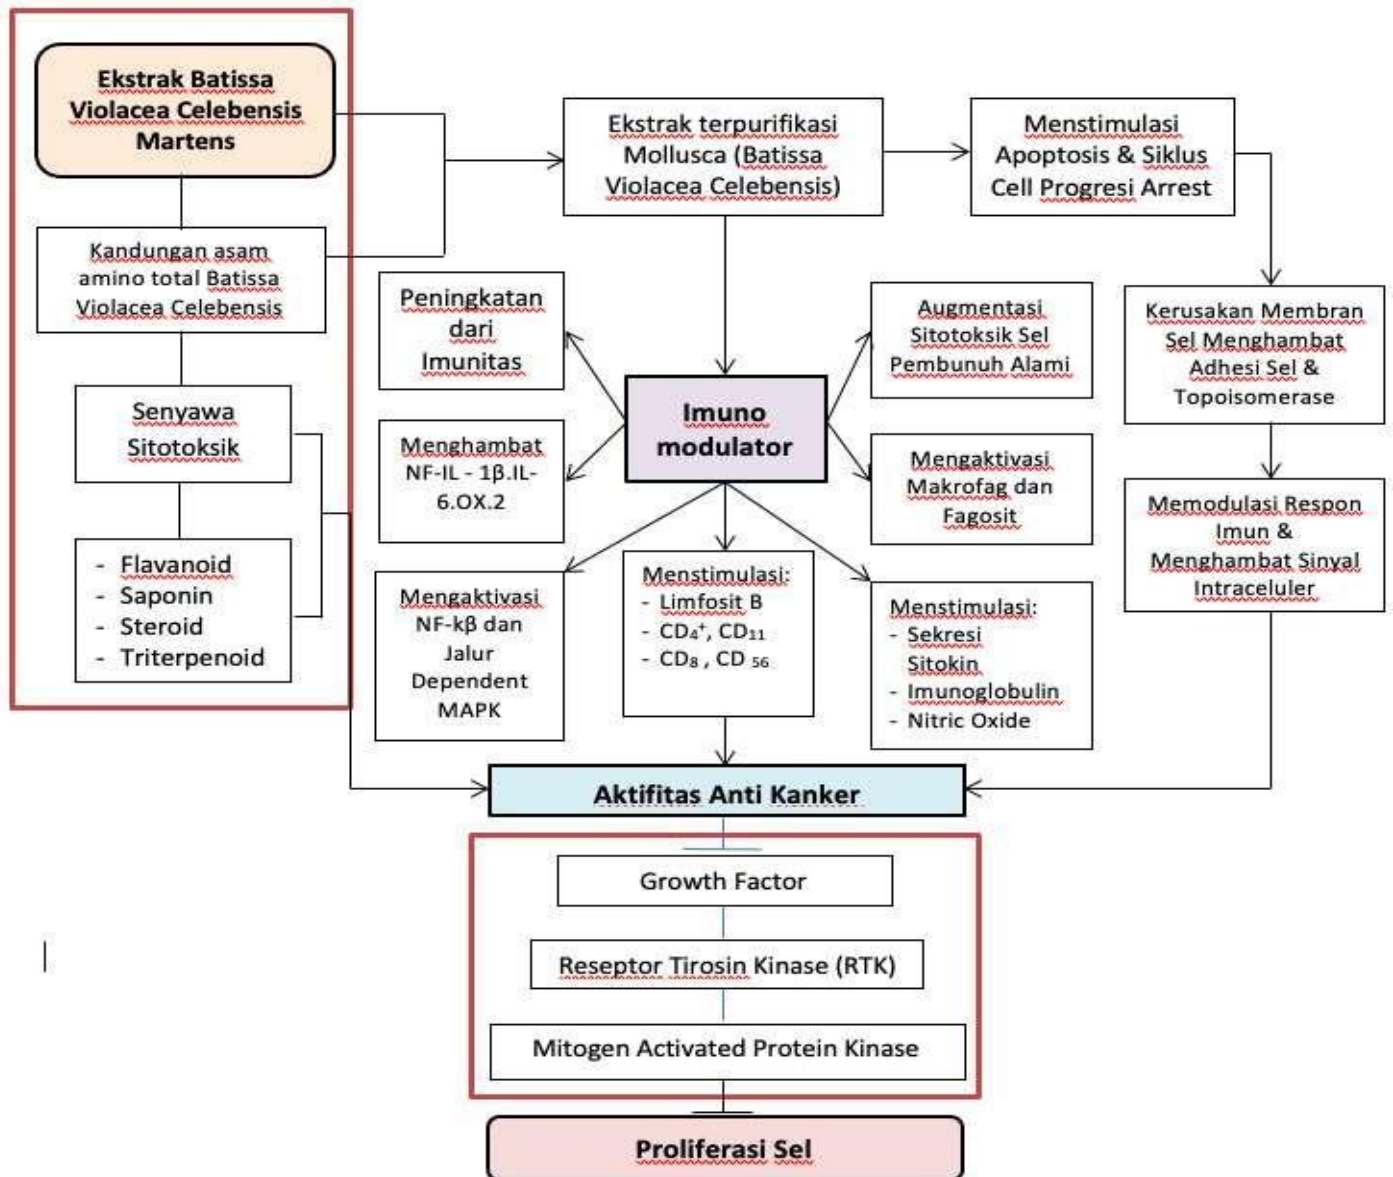 Ekstrak Batissa
Violacea Celebensis
Martens
Kandungan asam
amino total Batissa
Violacea Celebensis
Senyawa
Sitotoksik
- Flavanoid
- Saponin
- Steroid
- Triterpenoid
Ekstrak terpurifikasi
Mollusca (Batissa
Violacea Celebensis)
Menstimulasi
Apoptosis & Siklus
Cell Progresi Arrest
Peningkatan
dari
Imunitas
Menghambat
NF-IL - 1β.IL-
6.OX.2
Imuno
modulator
Augmentasi
Sitotoksik Sel
Pembunuh Alami
Mengaktivasi
Makrofag dan
Fagosit
Kerusakan Membran
Sel Menghambat
Adhesi Sel &
Topoisomerase
Memodulasi Respon
Imun &
Menghambat Sinyal
Intraceluler
Mengaktivasi
NF-kβ dan
Jalur
Dependent
MAPK
Menstimulasi:
- Limfosit B
- CD₄⁺, CD₁₁
- CD₈ , CD ₅₆
Menstimulasi:
- Sekresi
Sitokin
- Imunoglobulin
- Nitric Oxide
Aktifitas Anti Kanker
Growth Factor
Reseptor Tirosin Kinase (RTK)
Mitogen Activated Protein Kinase
Proliferasi Sel